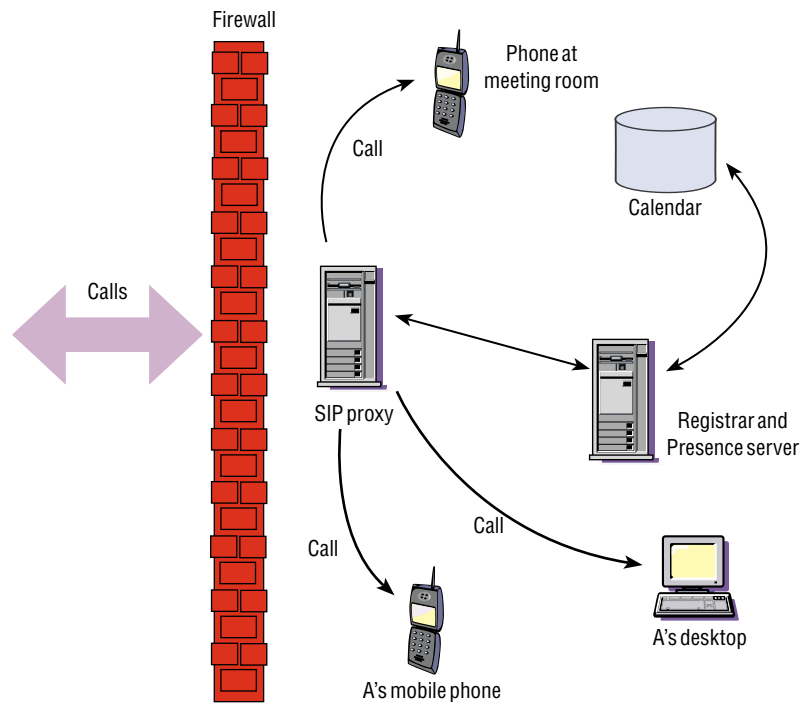 Firewall
Phone at
meeting room
Call
Calendar
Calls
SIP proxy
Registrar and
Presence server
Call
Call
A's desktop
A's mobile phone